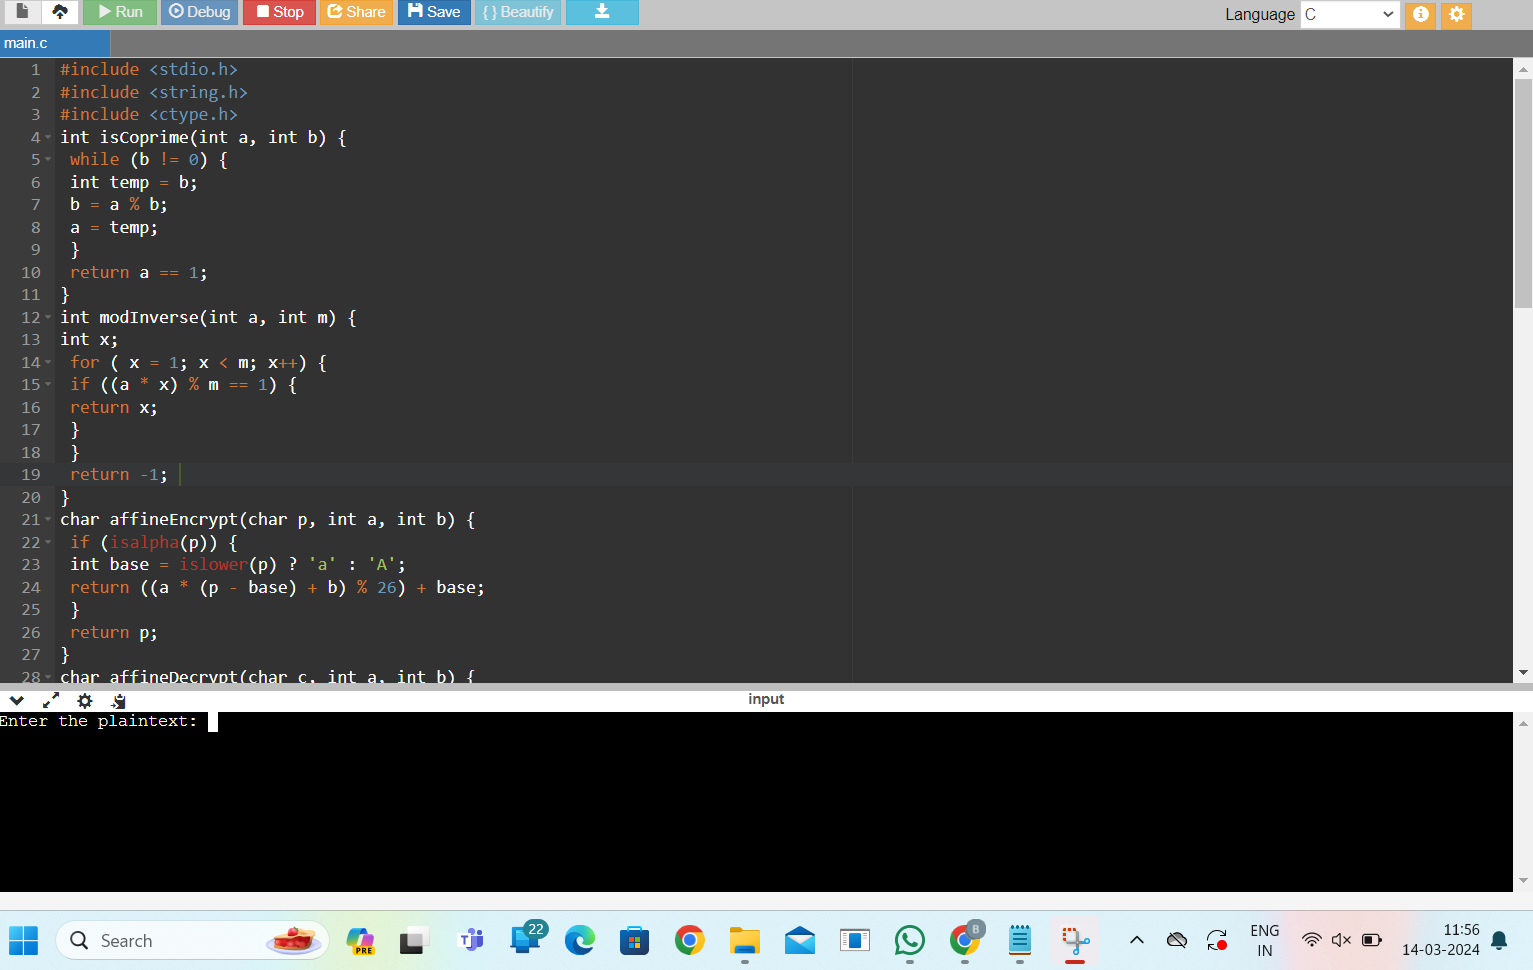 Run Debug Stop Share Save { } Beautify Language C
main.c
1 #include <stdio.h>
2 #include <string.h>
3 #include <ctype.h>
4 int isCoprime(int a, int b) {
5 while (b != 0) {
6 int temp = b;
7 b = a % b;
8 a = temp;
9 }
10 return a == 1;
11 }
12 int modInverse(int a, int m) {
13 int x;
14 for ( x = 1; x < m; x++) {
15 if ((a * x) % m == 1) {
16 return x;
17 }
18 }
19 return -1;
20 }
21 char affineEncrypt(char p, int a, int b) {
22 if (isalpha(p)) {
23 int base = islower(p) ? 'a' : 'A';
24 return ((a * (p - base) + b) % 26) + base;
25 }
26 return p;
27 }
28 char affineDecrypt(char c, int a, int b) {
input
Enter the plaintext:
Search PRE 22 B ENG 11:56
IN 14-03-2024